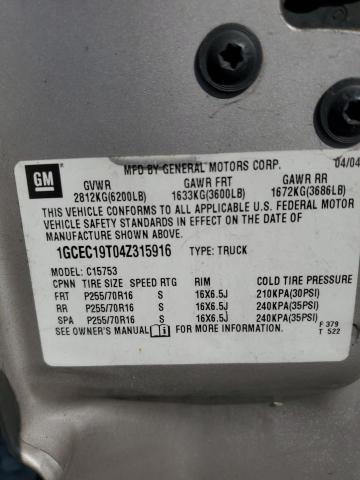 MFD BY GENERAL MOTORS CORP. 04/04
GM GVWR GAWR FRT GAWR RR
2812KG(6200LB) 1633KG(3600LB) 1672KG(3686LB)
THIS VEHICLE CONFORMS TO ALL APPLICABLE U.S. FEDERAL MOTOR
VEHICLE SAFETY AND THEFT PREVENTION STANDARDS IN EFFECT ON THE DATE OF
MANUFACTURE SHOWN ABOVE.
1GCEC19T04Z315916 TYPE: TRUCK
MODEL: C15753
CPNN TIRE SIZE SPEED RTG RIM COLD TIRE PRESSURE
FRT P255/70R16 S 16X6.5J 210KPA(30PSI)
RR P255/70R16 S 16X6.5J 240KPA(35PSI)
SPA P255/70R16 S 16X6.5J 240KPA(35PSI)
SEE OWNER'S MANUAL FOR MORE INFORMATION. F 379
T 522